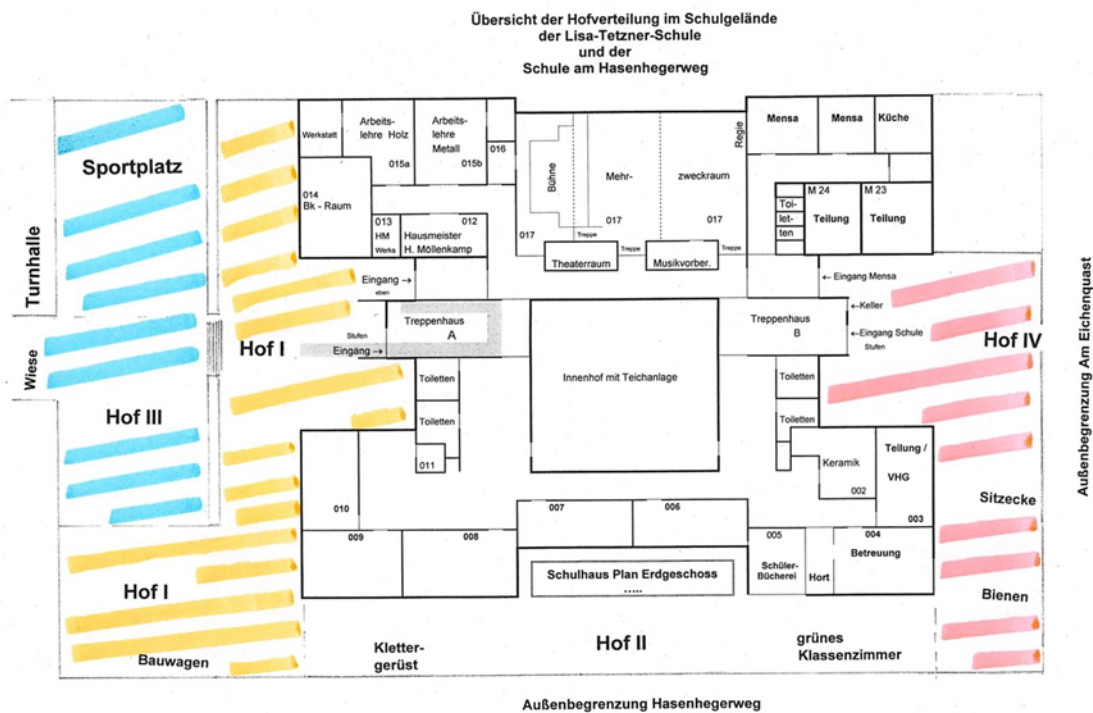 Übersicht der Hofverteilung im Schulgelände
der Lisa-Tetzner-Schule
und der
Schule am Hasenhegerweg
Sportplatz
Turnhalle
Wiese
Hof III
Hof I
Hof I
Bauwagen
Werkstatt
Arbeits-
lehre Holz
015a
Arbeits-
lehre
Metall
015b
016
014
Bk - Raum
013
HM
Werks
012
Hausmeister
H. Möllenkamp
Bühne
Mehr-
zweckraum
017
017
017
Regie
Treppe
Treppe
Treppe
Theaterraum
Musikvorber.
Mensa
Mensa
Küche
M 24
Teilung
M 23
Teilung
Toi-
let-
ten
Eingang →
eben
← Eingang Mensa
Treppenhaus
A
Stufen
Eingang →
Treppenhaus
B
← Keller
← Eingang Schule
Stufen
Hof IV
Innenhof mit Teichanlage
Toiletten
Toiletten
011
Toiletten
Toiletten
Keramik
002
Teilung /
VHG
003
Sitzecke
010
009
008
007
006
005
Schüler-
Bücherei
Hort
004
Betreuung
Schulhaus Plan Erdgeschoss
.....
Bienen
Kletter-
gerüst
Hof II
grünes
Klassenzimmer
Außenbegrenzung Am Eichenquast
Außenbegrenzung Hasenhegerweg